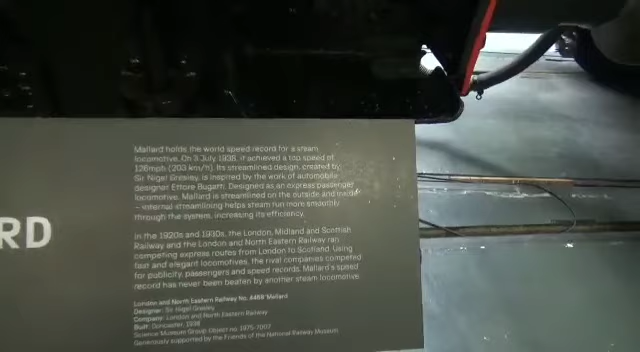 RD
Mallard holds the world speed record for a steam
locomotive. On 3 July 1938, it achieved a top speed of
126mph (203 km/h). Its streamlined design, created by
Sir Nigel Gresley, is inspired by the work of automobile
designer Ettore Bugatti. Designed as an express passenger
locomotive, Mallard is streamlined on the outside and inside
– external streamlining helps steam run more smoothly
through the system, increasing its efficiency.
In the 1920s and 1930s, the London, Midland and Scottish
Railway and the London and North Eastern Railway ran
competing express routes from London to Scotland. Using
fast and elegant locomotives, the rival companies competed
for publicity, passengers and speed records. Mallard's speed
record has never been beaten by another steam locomotive.
London and North Eastern Railway No. 4468 'Mallard'
Designer: Sir Nigel Gresley
Company: London and North Eastern Railway
Built: Doncaster, 1938
Science Museum Group Object no. 1975-7007
Generously supported by the Friends of the National Railway Museum